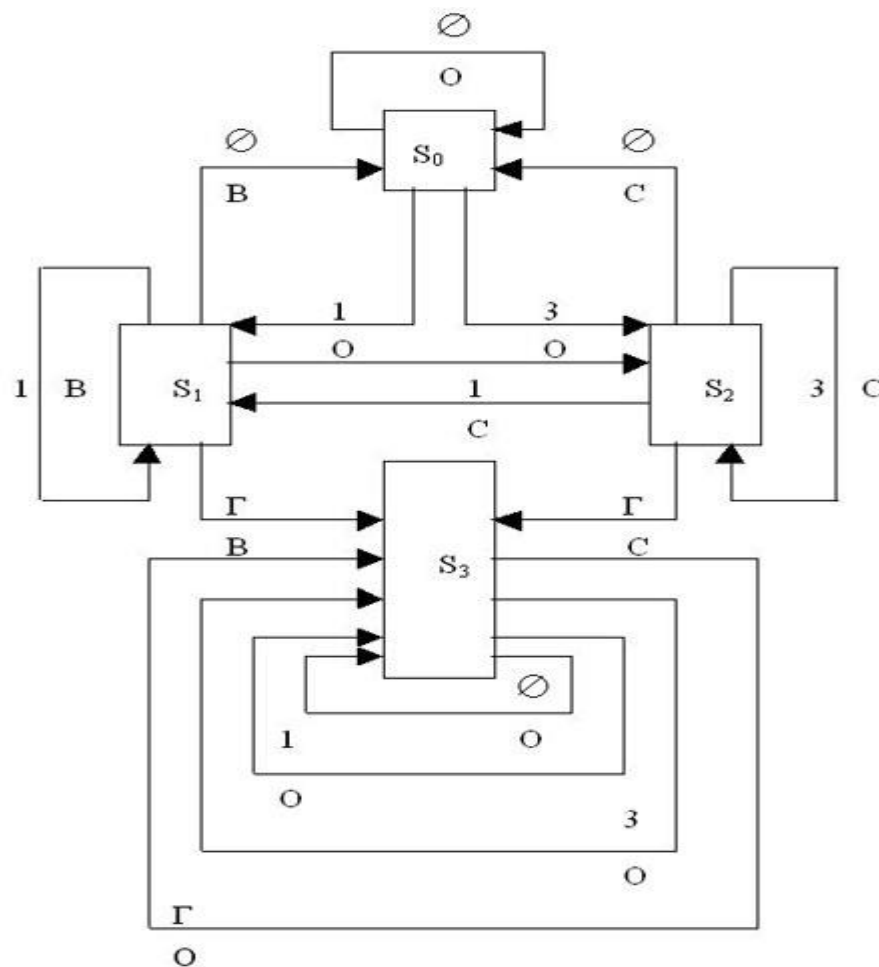 ∅
О
S₀
∅ ∅
В С
1 3
О О
1 В S₁ 1 S₂ 3 С
С
Г Г
В С
S₃
∅
1 О
О
3
О
Г
О